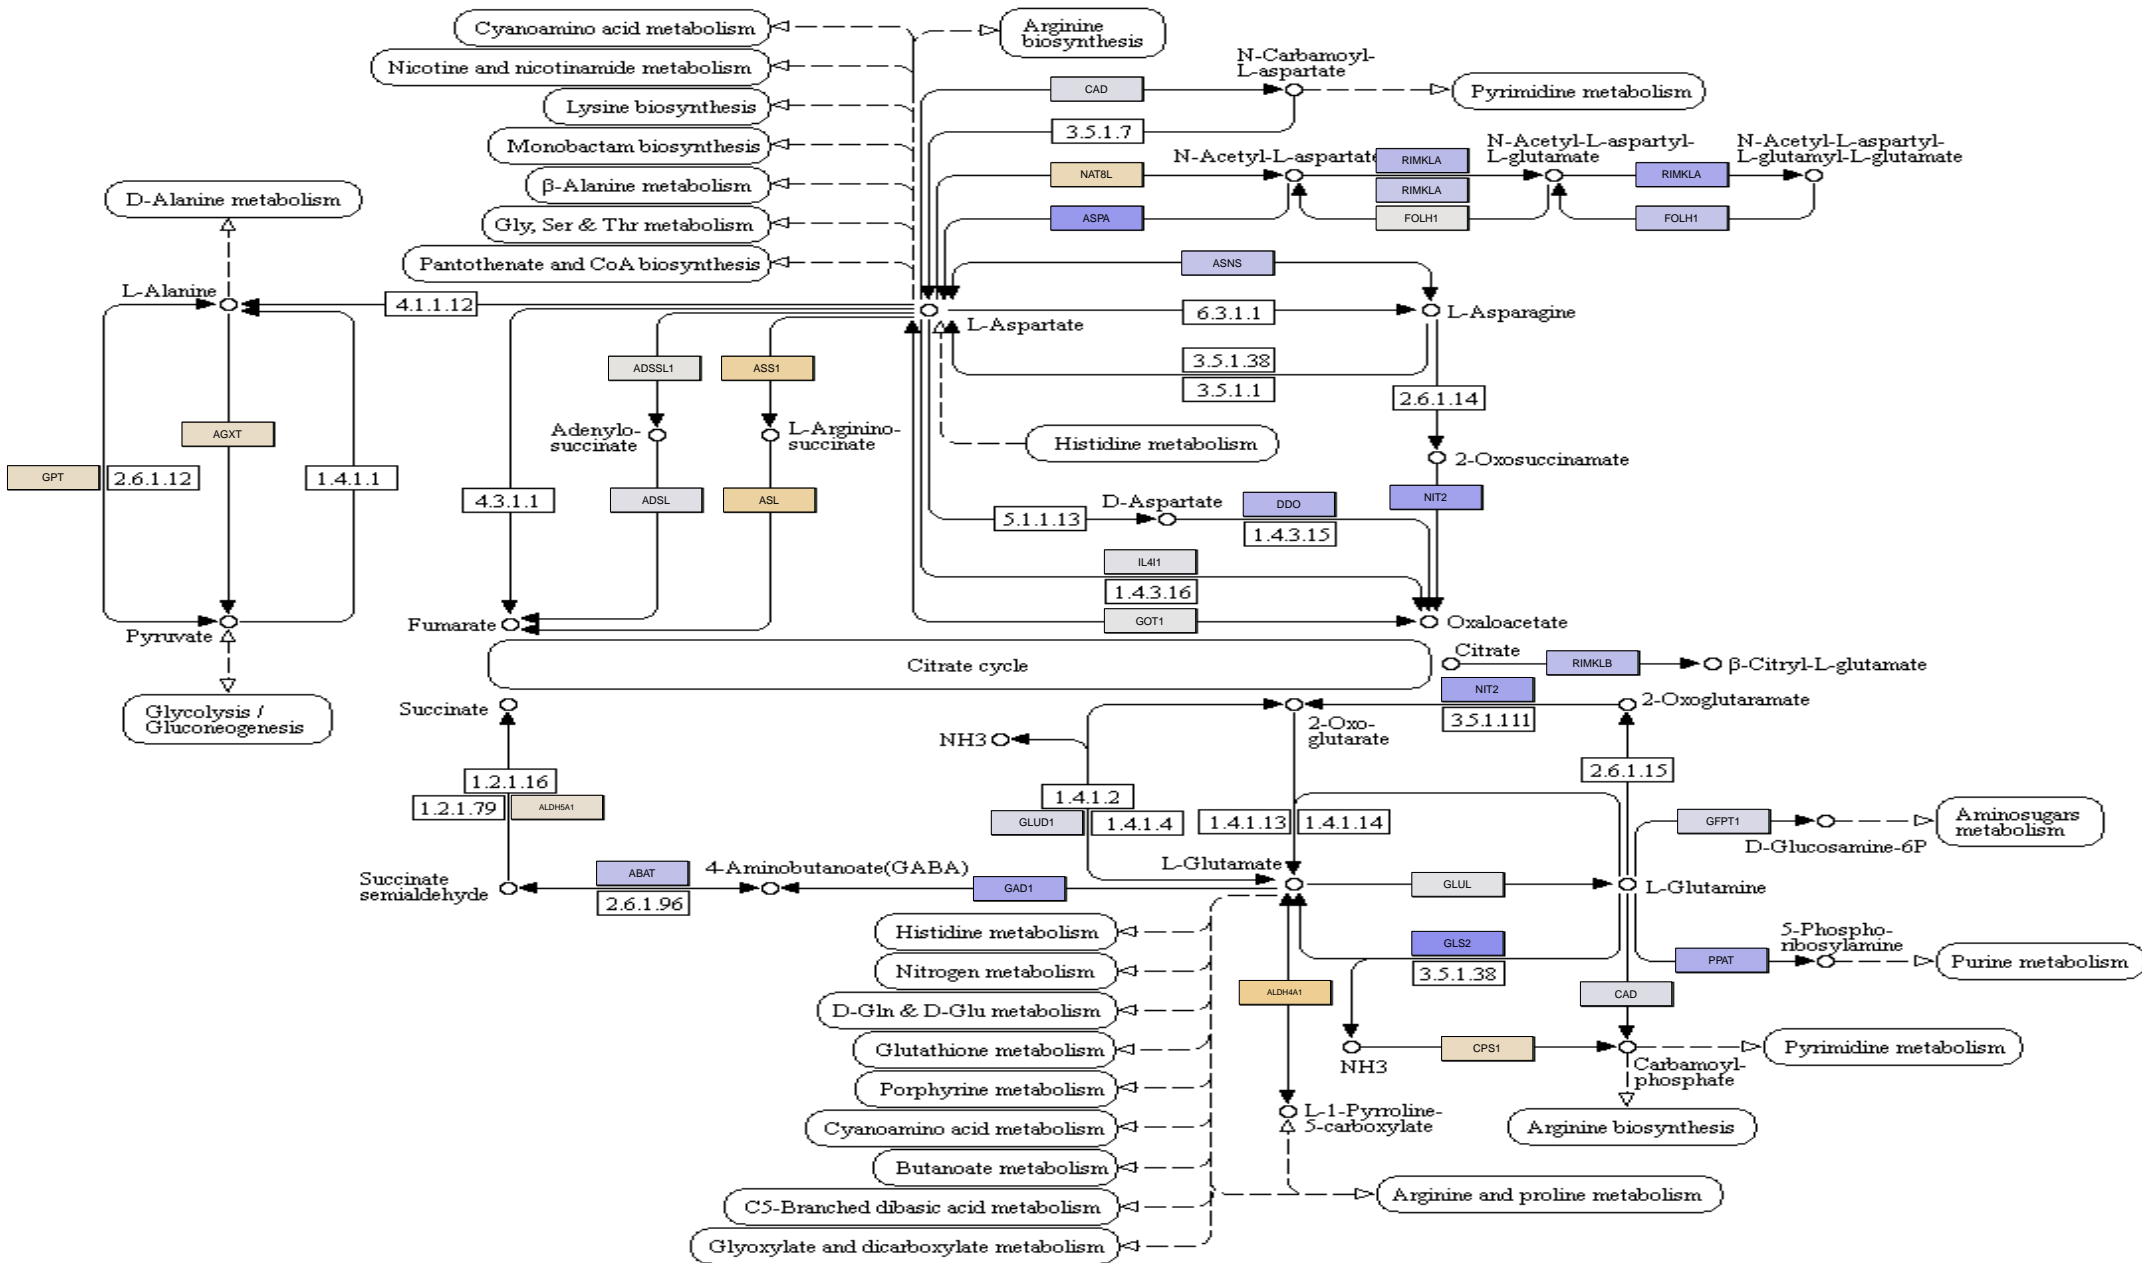 Cyanoamino acid metabolism
Arginine
biosynthesis
Nicotine and nicotinamide metabolism
N-Carbamoyl-
L-aspartate
CAD
Pyrimidine metabolism
Lysine biosynthesis
3.5.1.7
Monobactam biosynthesis
N-Acetyl-L-aspartate
RIMKLA
N-Acetyl-L-aspartyl-
L-glutamate
N-Acetyl-L-aspartyl-
L-glutamyl-L-glutamate
NAT8L
RIMKLA
RIMKLA
β-Alanine metabolism
D-Alanine metabolism
ASPA
FOLH1
FOLH1
Gly, Ser & Thr metabolism
Pantothenate and CoA biosynthesis
ASNS
L-Alanine
4.1.1.12
L-Aspartate
6.3.1.1
L-Asparagine
3.5.1.38
3.5.1.1
ADSSL1
ASS1
2.6.1.14
AGXT
Adenylo-
succinate
L-Arginino-
succinate
Histidine metabolism
2-Oxosuccinamate
GPT
2.6.1.12
1.4.1.1
4.3.1.1
ADSL
ASL
D-Aspartate
DDO
NIT2
5.1.1.13
1.4.3.15
IL4I1
1.4.3.16
Pyruvate
Fumarate
GOT1
Oxaloacetate
Citrate cycle
Citrate
RIMKLB
β-Citryl-L-glutamate
Glycolysis /
Gluconeogenesis
Succinate
NIT2
3.5.1.111
2-Oxoglutaramate
NH3
2-Oxo-
glutarate
1.2.1.16
1.2.1.79
ALDH5A1
1.4.1.2
GLUD1
1.4.1.4
1.4.1.13
1.4.1.14
2.6.1.15
GFPT1
Aminosugars
metabolism
D-Glucosamine-6P
Succinate
semialdehyde
ABAT
2.6.1.96
4-Aminobutanoate(GABA)
GAD1
L-Glutamate
GLUL
L-Glutamine
Histidine metabolism
GLS2
3.5.1.38
5-Phospho-
ribosylamine
PPAT
Purine metabolism
Nitrogen metabolism
ALDH4A1
CAD
D-Gln & D-Glu metabolism
Glutathione metabolism
NH3
CPS1
Carbamoyl-
phosphate
Pyrimidine metabolism
Porphyrine metabolism
L-1-Pyrroline-
5-carboxylate
Cyanoamino acid metabolism
Arginine biosynthesis
Butanoate metabolism
C5-Branched dibasic acid metabolism
Arginine and proline metabolism
Glyoxylate and dicarboxylate metabolism